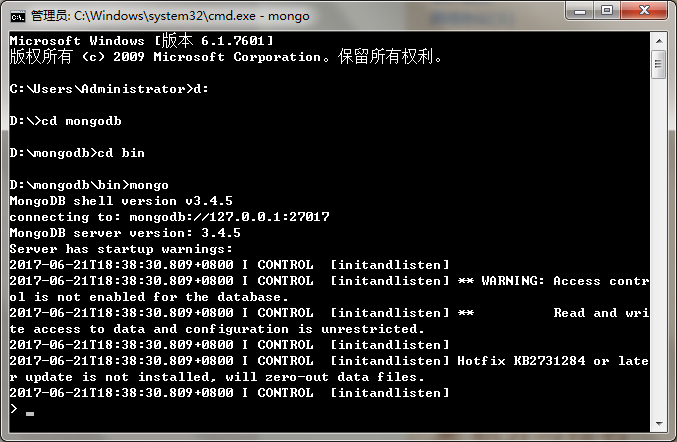 管理员: C:\Windows\system32\cmd.exe - mongo
Microsoft Windows [版本 6.1.7601]
版权所有 (c) 2009 Microsoft Corporation。保留所有权利。
C:\Users\Administrator>d:
D:\>cd mongodb
D:\mongodb>cd bin
D:\mongodb\bin>mongo
MongoDB shell version v3.4.5
connecting to: mongodb://127.0.0.1:27017
MongoDB server version: 3.4.5
Server has startup warnings:
2017-06-21T18:38:30.809+0800 I CONTROL  [initandlisten]
2017-06-21T18:38:30.809+0800 I CONTROL  [initandlisten] ** WARNING: Access contr
ol is not enabled for the database.
2017-06-21T18:38:30.809+0800 I CONTROL  [initandlisten] **          Read and wri
te access to data and configuration is unrestricted.
2017-06-21T18:38:30.809+0800 I CONTROL  [initandlisten]
2017-06-21T18:38:30.809+0800 I CONTROL  [initandlisten] Hotfix KB2731284 or late
r update is not installed, will zero-out data files.
2017-06-21T18:38:30.809+0800 I CONTROL  [initandlisten]
> _